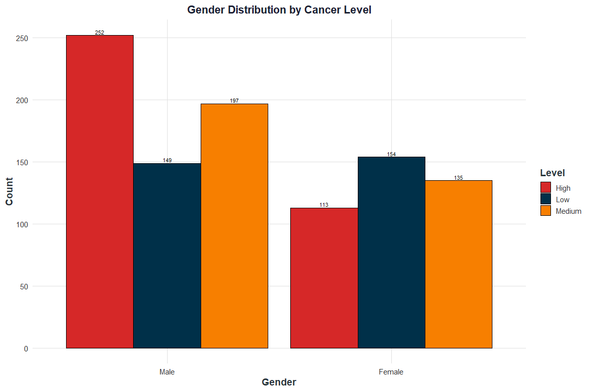 Gender Distribution by Cancer Level
Count
250
200
150
100
50
0
252
149
197
113
154
135
Male
Female
Gender
Level
High
Low
Medium